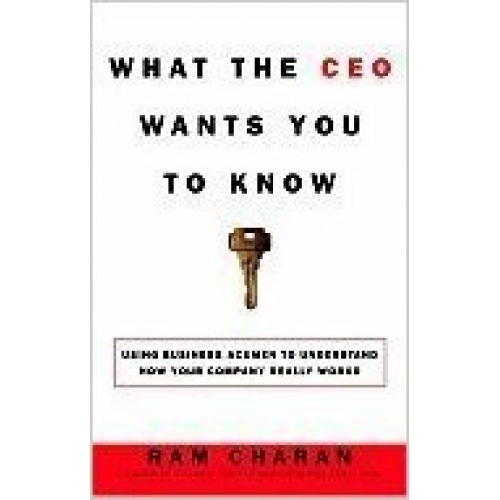 WHAT THE CEO
WANTS YOU
TO KNOW
USING BUSINESS ACUMEN TO UNDERSTAND
HOW YOUR COMPANY REALLY WORKS
RAM CHARAN